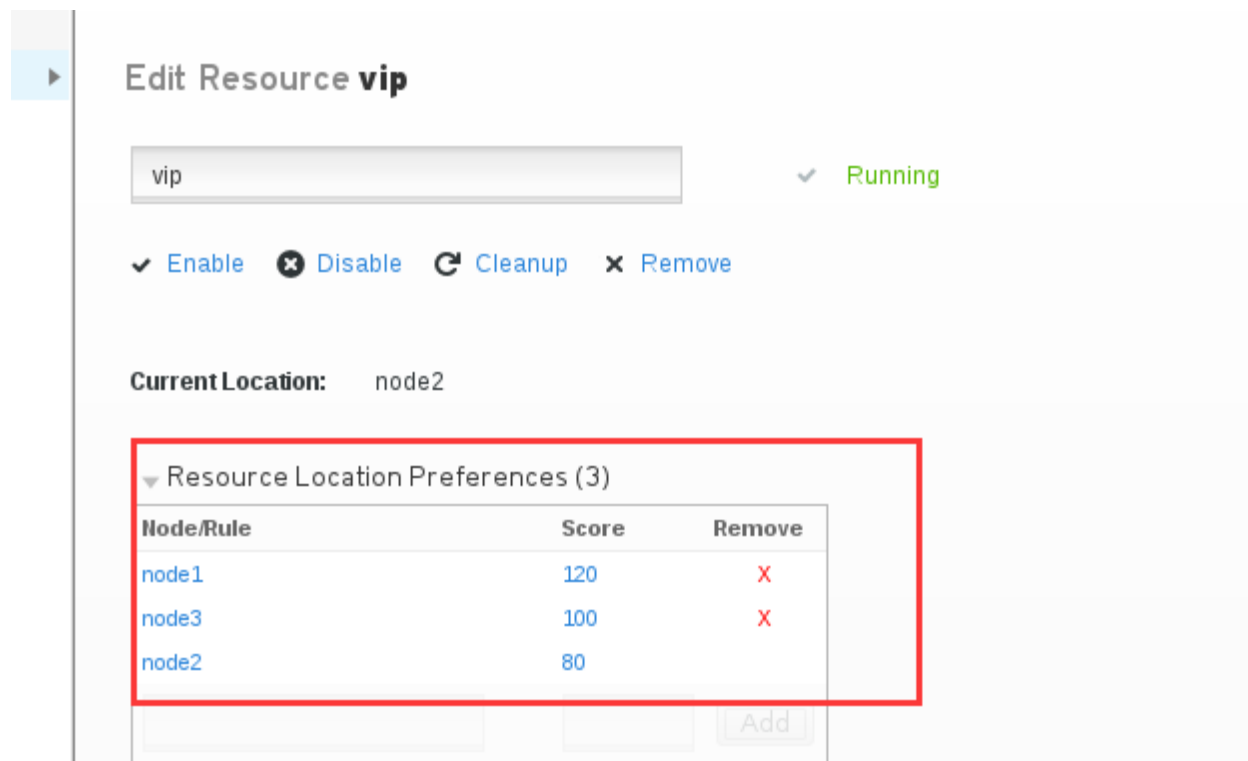 Edit Resource vip
vip
Running
Enable Disable Cleanup Remove
Current Location: node2
Resource Location Preferences (3)
Node/Rule Score Remove
node1 120 X
node3 100 X
node2 80
Add